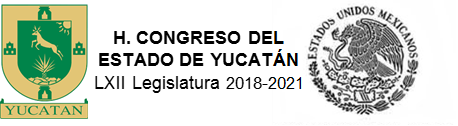 H. CONGRESO DEL
ESTADO DE YUCATÁN
LXII Legislatura 2018-2021
YUCATAN
ESTADOS UNIDOS MEXICANOS